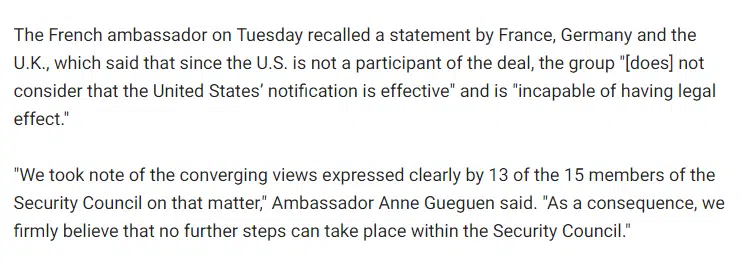 The French ambassador on Tuesday recalled a statement by France, Germany and the
U.K., which said that since the U.S. is not a participant of the deal, the group "[does] not
consider that the United States’ notification is effective" and is "incapable of having legal
effect."
"We took note of the converging views expressed clearly by 13 of the 15 members of the
Security Council on that matter," Ambassador Anne Gueguen said. "As a consequence, we
firmly believe that no further steps can take place within the Security Council."